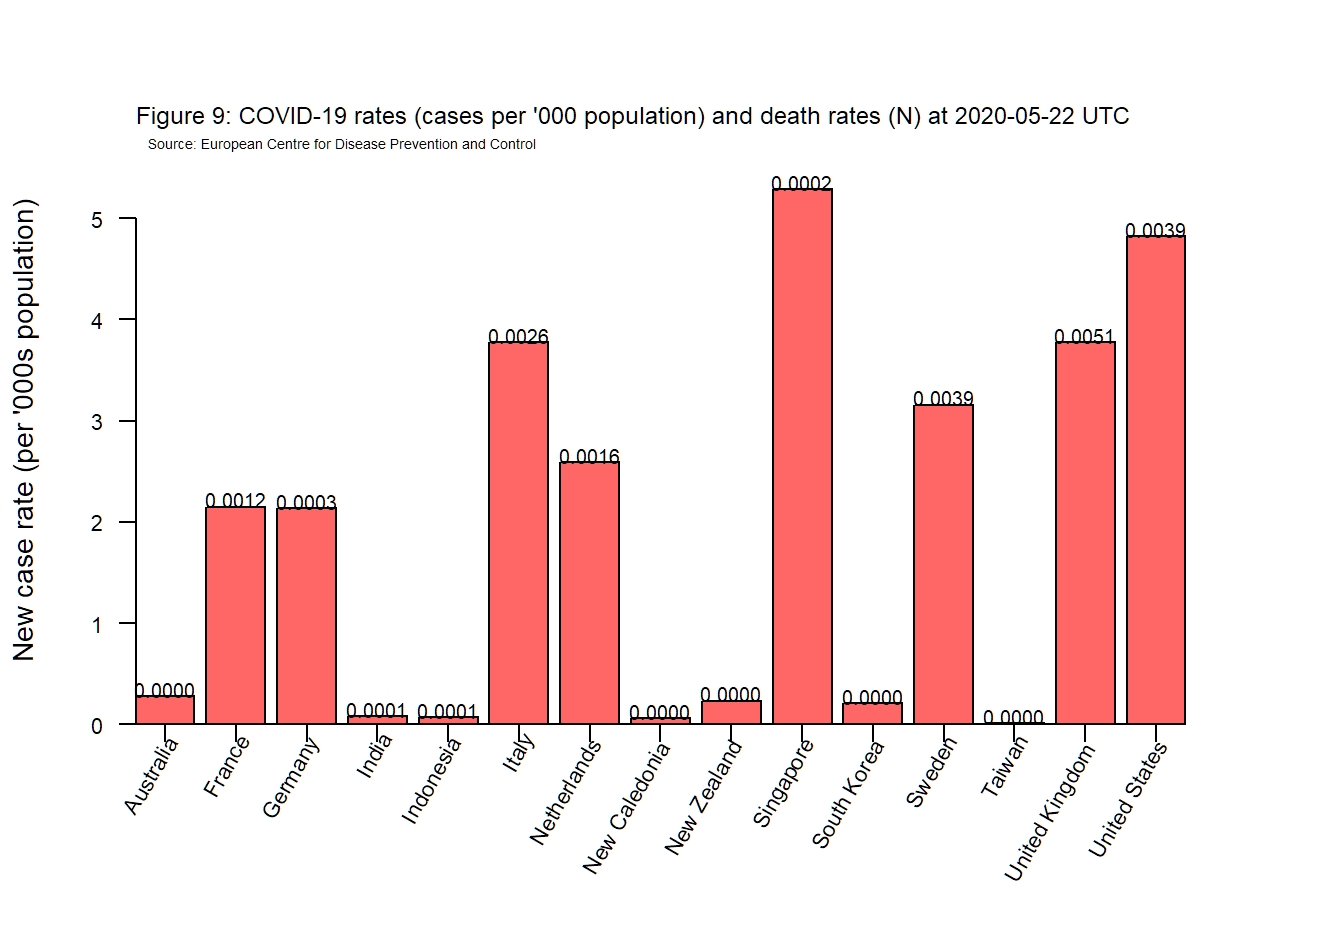 Figure 9: COVID-19 rates (cases per '000 population) and death rates (N) at 2020-05-22 UTC
Source: European Centre for Disease Prevention and Control
New case rate (per '000s population)
5
4
3
2
1
0
0.0000
0.0012
0.0003
0.0001
0.0001
0.0026
0.0016
0.0000
0.0000
0.0002
0.0000
0.0039
0.0000
0.0051
0.0039
Australia
France
Germany
India
Indonesia
Italy
Netherlands
New Caledonia
New Zealand
Singapore
South Korea
Sweden
Taiwan
United Kingdom
United States